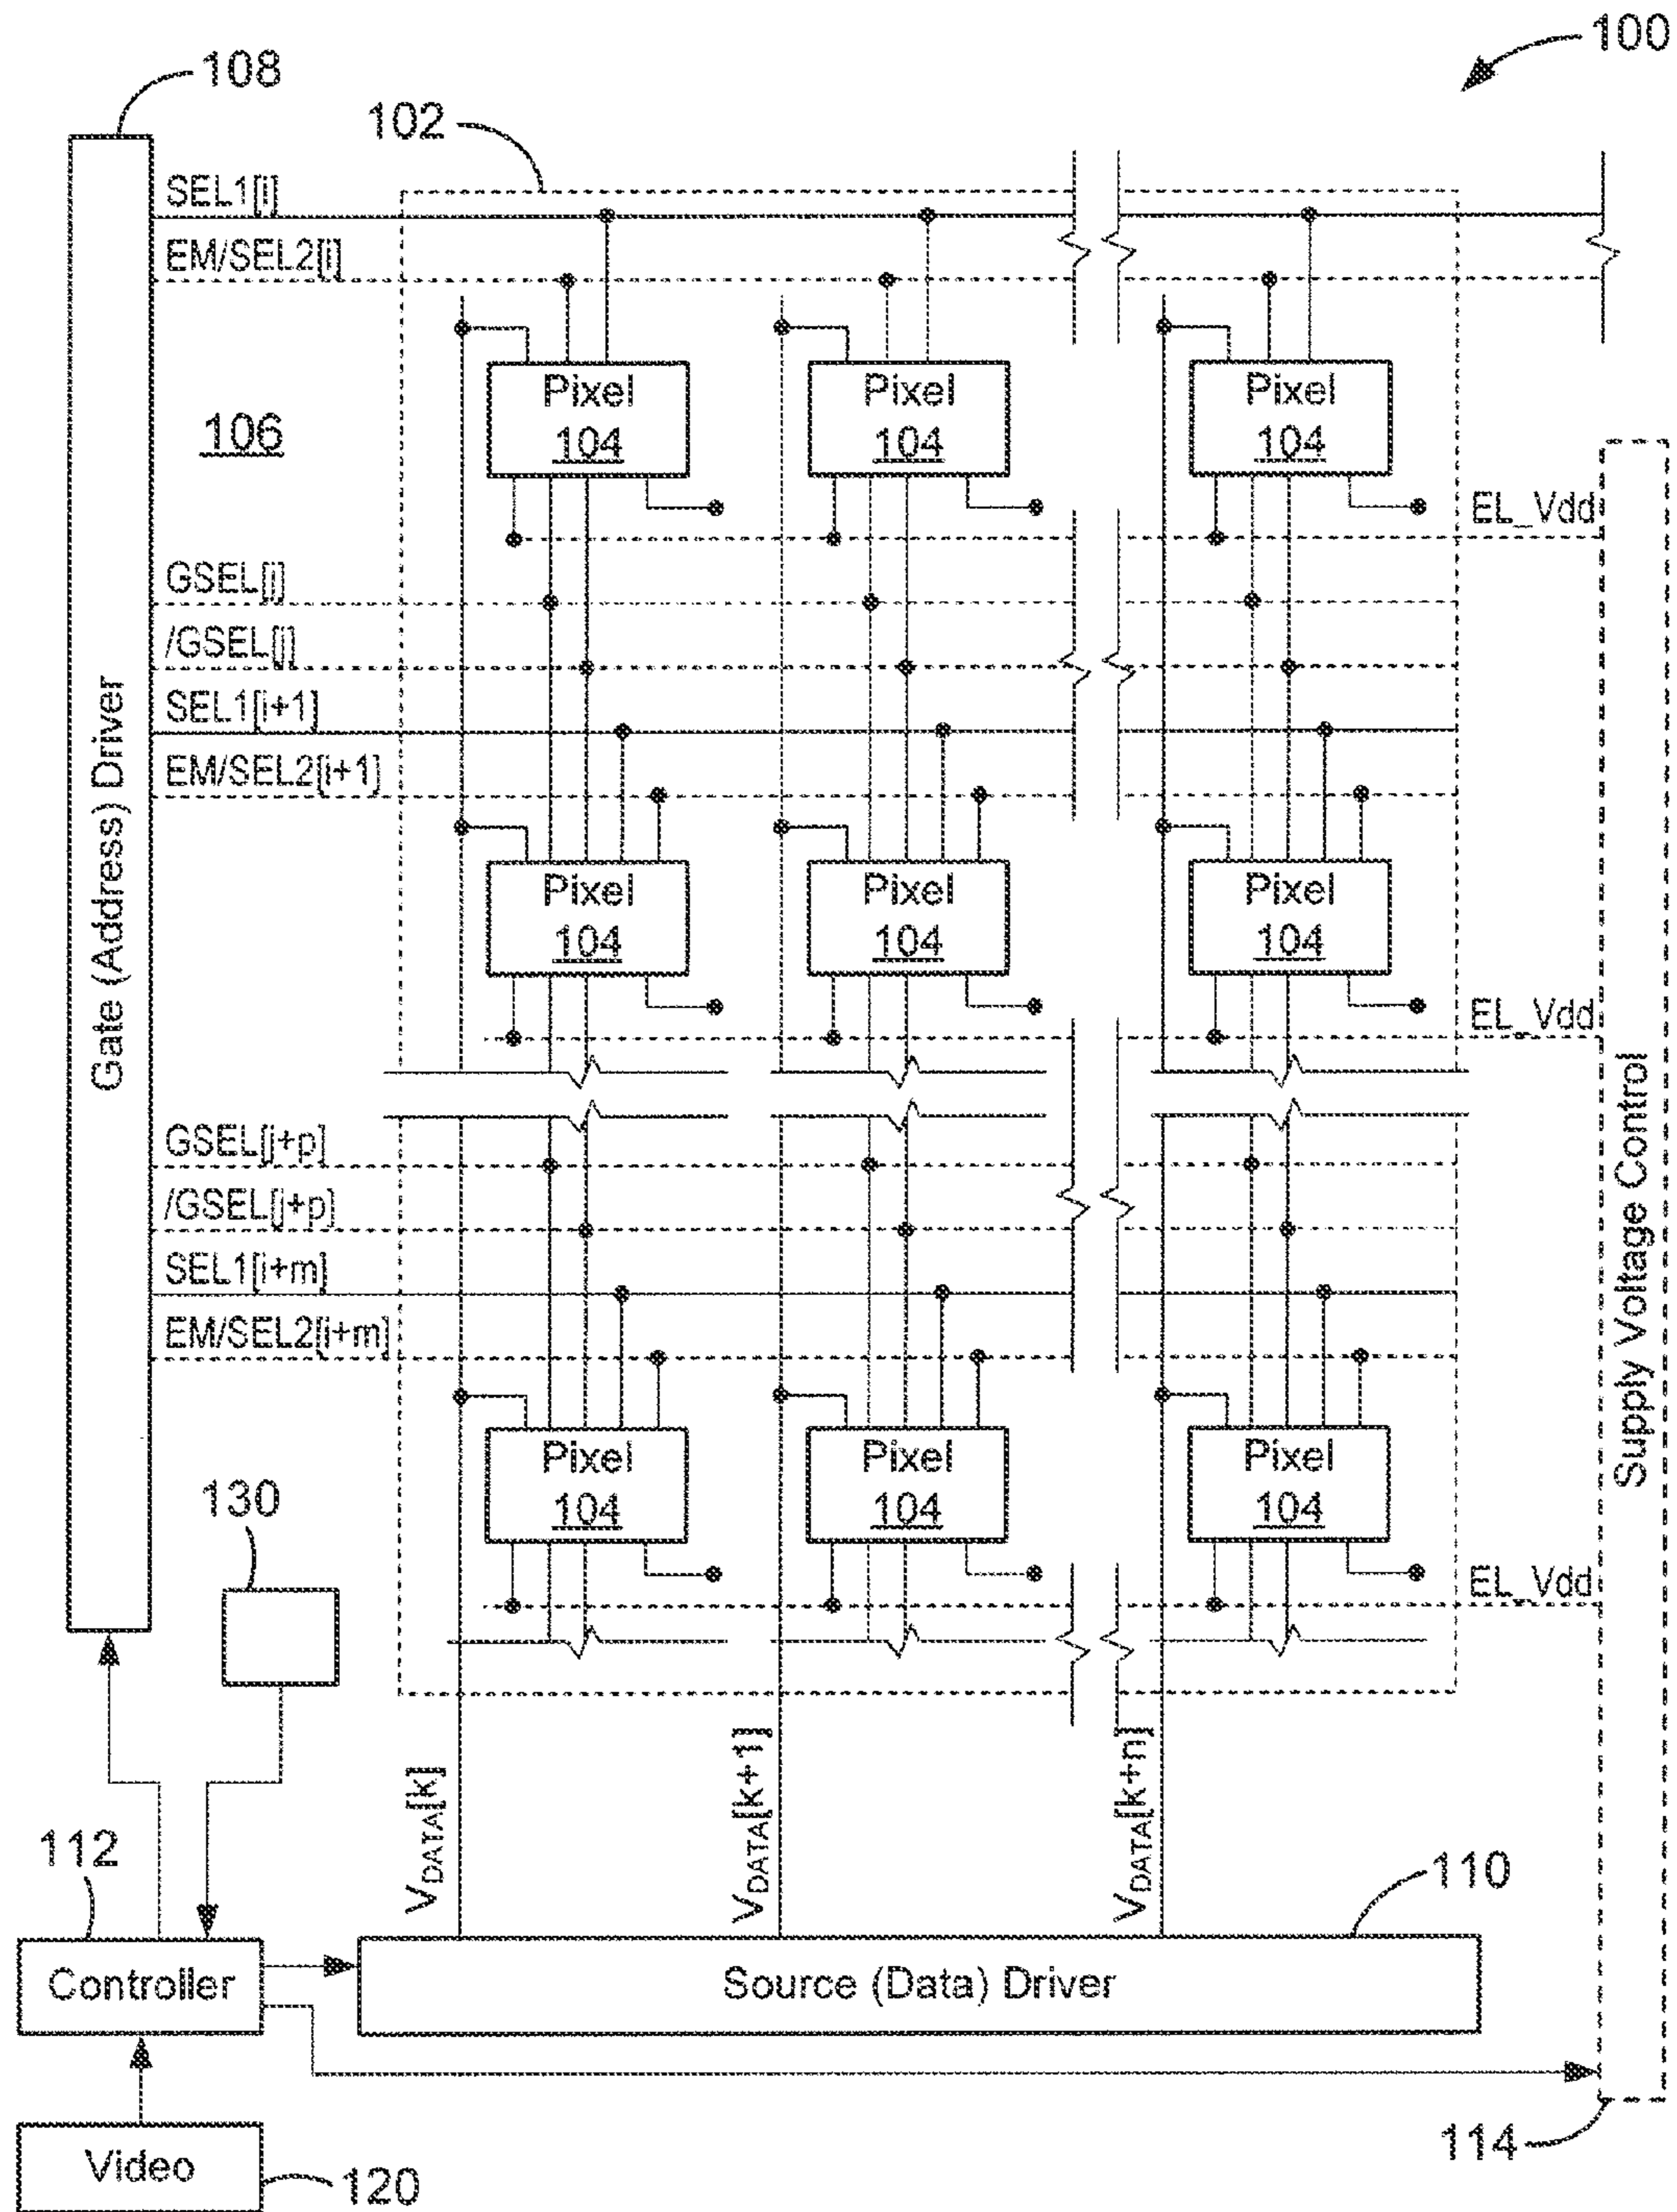 100
108
102
SEL1[i]
EM/SEL2[i]
Pixel
104
Pixel
104
Pixel
104
106
EL_Vdd
GSEL[j]
/GSEL[j]
SEL1[i+1]
EM/SEL2[i+1]
Gate (Address) Driver
Pixel
104
Pixel
104
Pixel
104
EL_Vdd
Supply Voltage Control
GSEL[j+p]
/GSEL[j+p]
SEL1[i+m]
EM/SEL2[i+m]
Pixel
104
Pixel
104
Pixel
104
130
EL_Vdd
VDATA[k]
VDATA[k+1]
VDATA[k+n]
112
110
Controller
Source (Data) Driver
114
Video
120